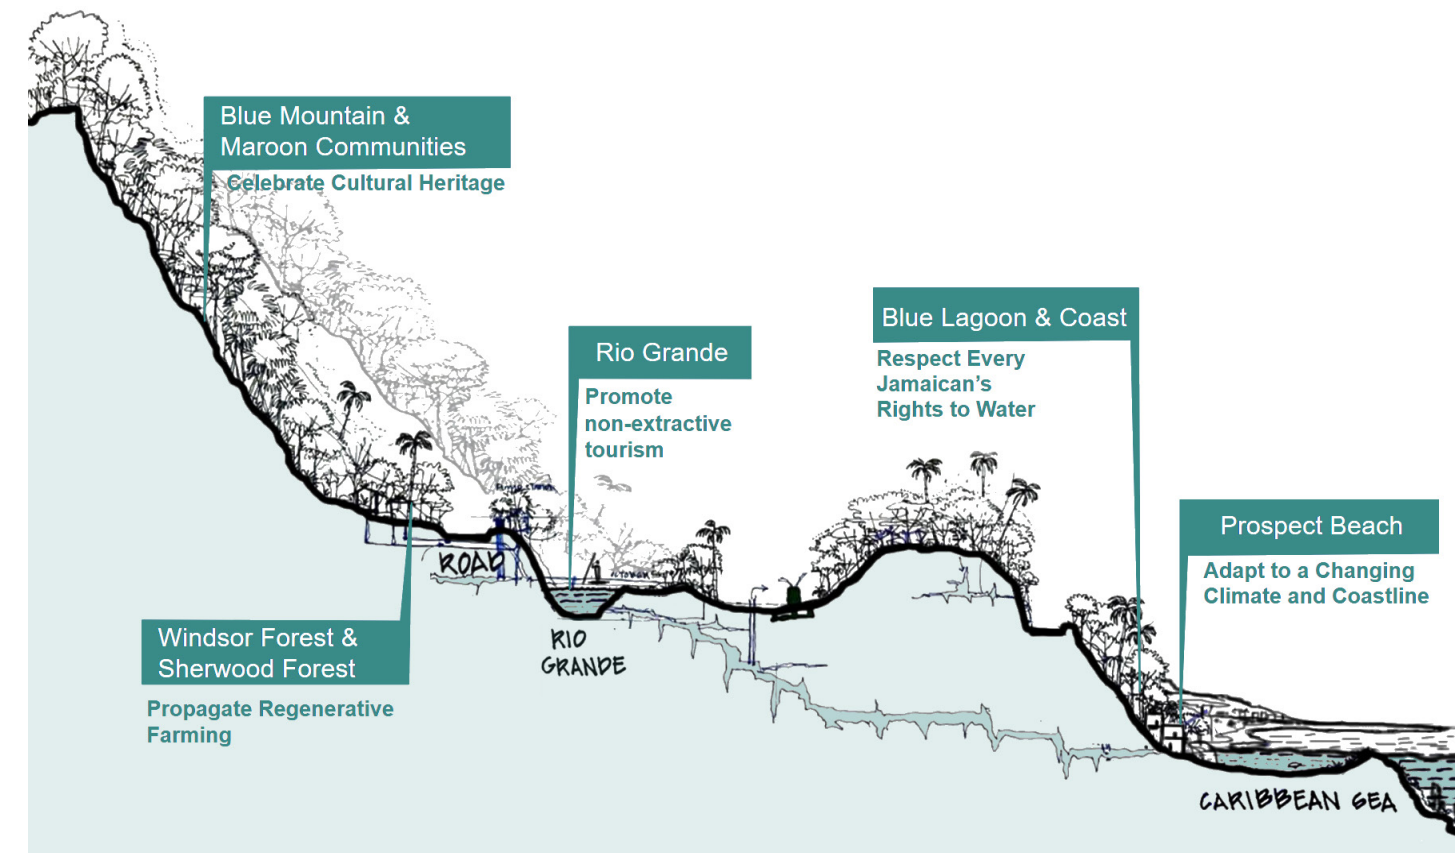 Blue Mountain &
Maroon Communities
Celebrate Cultural Heritage
Blue Lagoon & Coast
Respect Every
Jamaican's
Rights to Water
Rio Grande
Promote
non-extractive
tourism
Prospect Beach
Adapt to a Changing
Climate and Coastline
ROAD
Windsor Forest &
Sherwood Forest
Propagate Regenerative
Farming
RIO
GRANDE
CARIBBEAN SEA